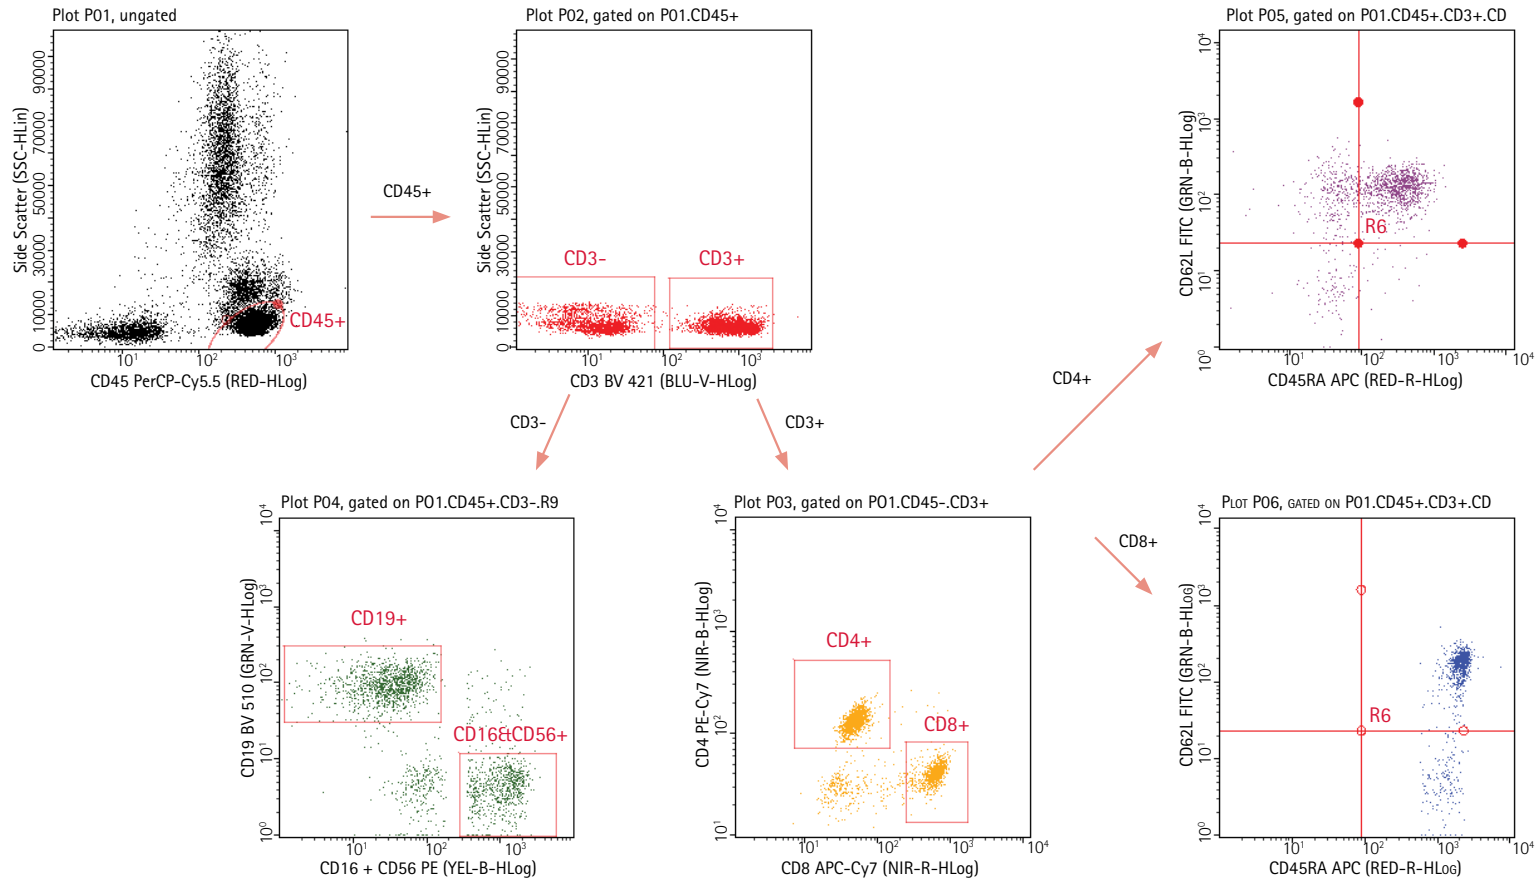 Plot P01, ungated
Side Scatter (SSC-HLin)
90000
70000
50000
30000
10000
0
10¹ 10² 10³
CD45 PerCP-Cy5.5 (RED-HLog)
CD45+
CD45+
Plot P02, gated on P01.CD45+
Side Scatter (SSC-HLin)
90000
70000
50000
30000
10000
0
CD3-
CD3+
10¹ 10² 10³
CD3 BV 421 (BLU-V-HLog)
CD3-
CD3+
CD4+
CD8+
Plot P05, gated on P01.CD45+.CD3+.CD
CD62L FITC (GRN-B-HLog)
10⁴
10³
10²
10¹
10⁰
R6
10¹ 10² 10³ 10⁴
CD45RA APC (RED-R-HLog)
Plot P04, gated on P01.CD45+.CD3-.R9
CD19 BV 510 (GRN-V-HLog)
10⁴
10³
10²
10¹
10⁰
CD19+
CD16&CD56+
10¹ 10² 10³
CD16 + CD56 PE (YEL-B-HLog)
Plot P03, gated on P01.CD45-.CD3+
CD4 PE-Cy7 (NIR-B-HLog)
10⁴
10³
10²
10¹
CD4+
CD8+
10¹ 10² 10³ 10⁴
CD8 APC-Cy7 (NIR-R-HLog)
PLOT P06, GATED ON P01.CD45+.CD3+.CD
CD62L FITC (GRN-B-HLOG)
10⁴
10³
10²
10¹
10⁰
R6
10¹ 10² 10³ 10⁴
CD45RA APC (RED-R-HLOG)